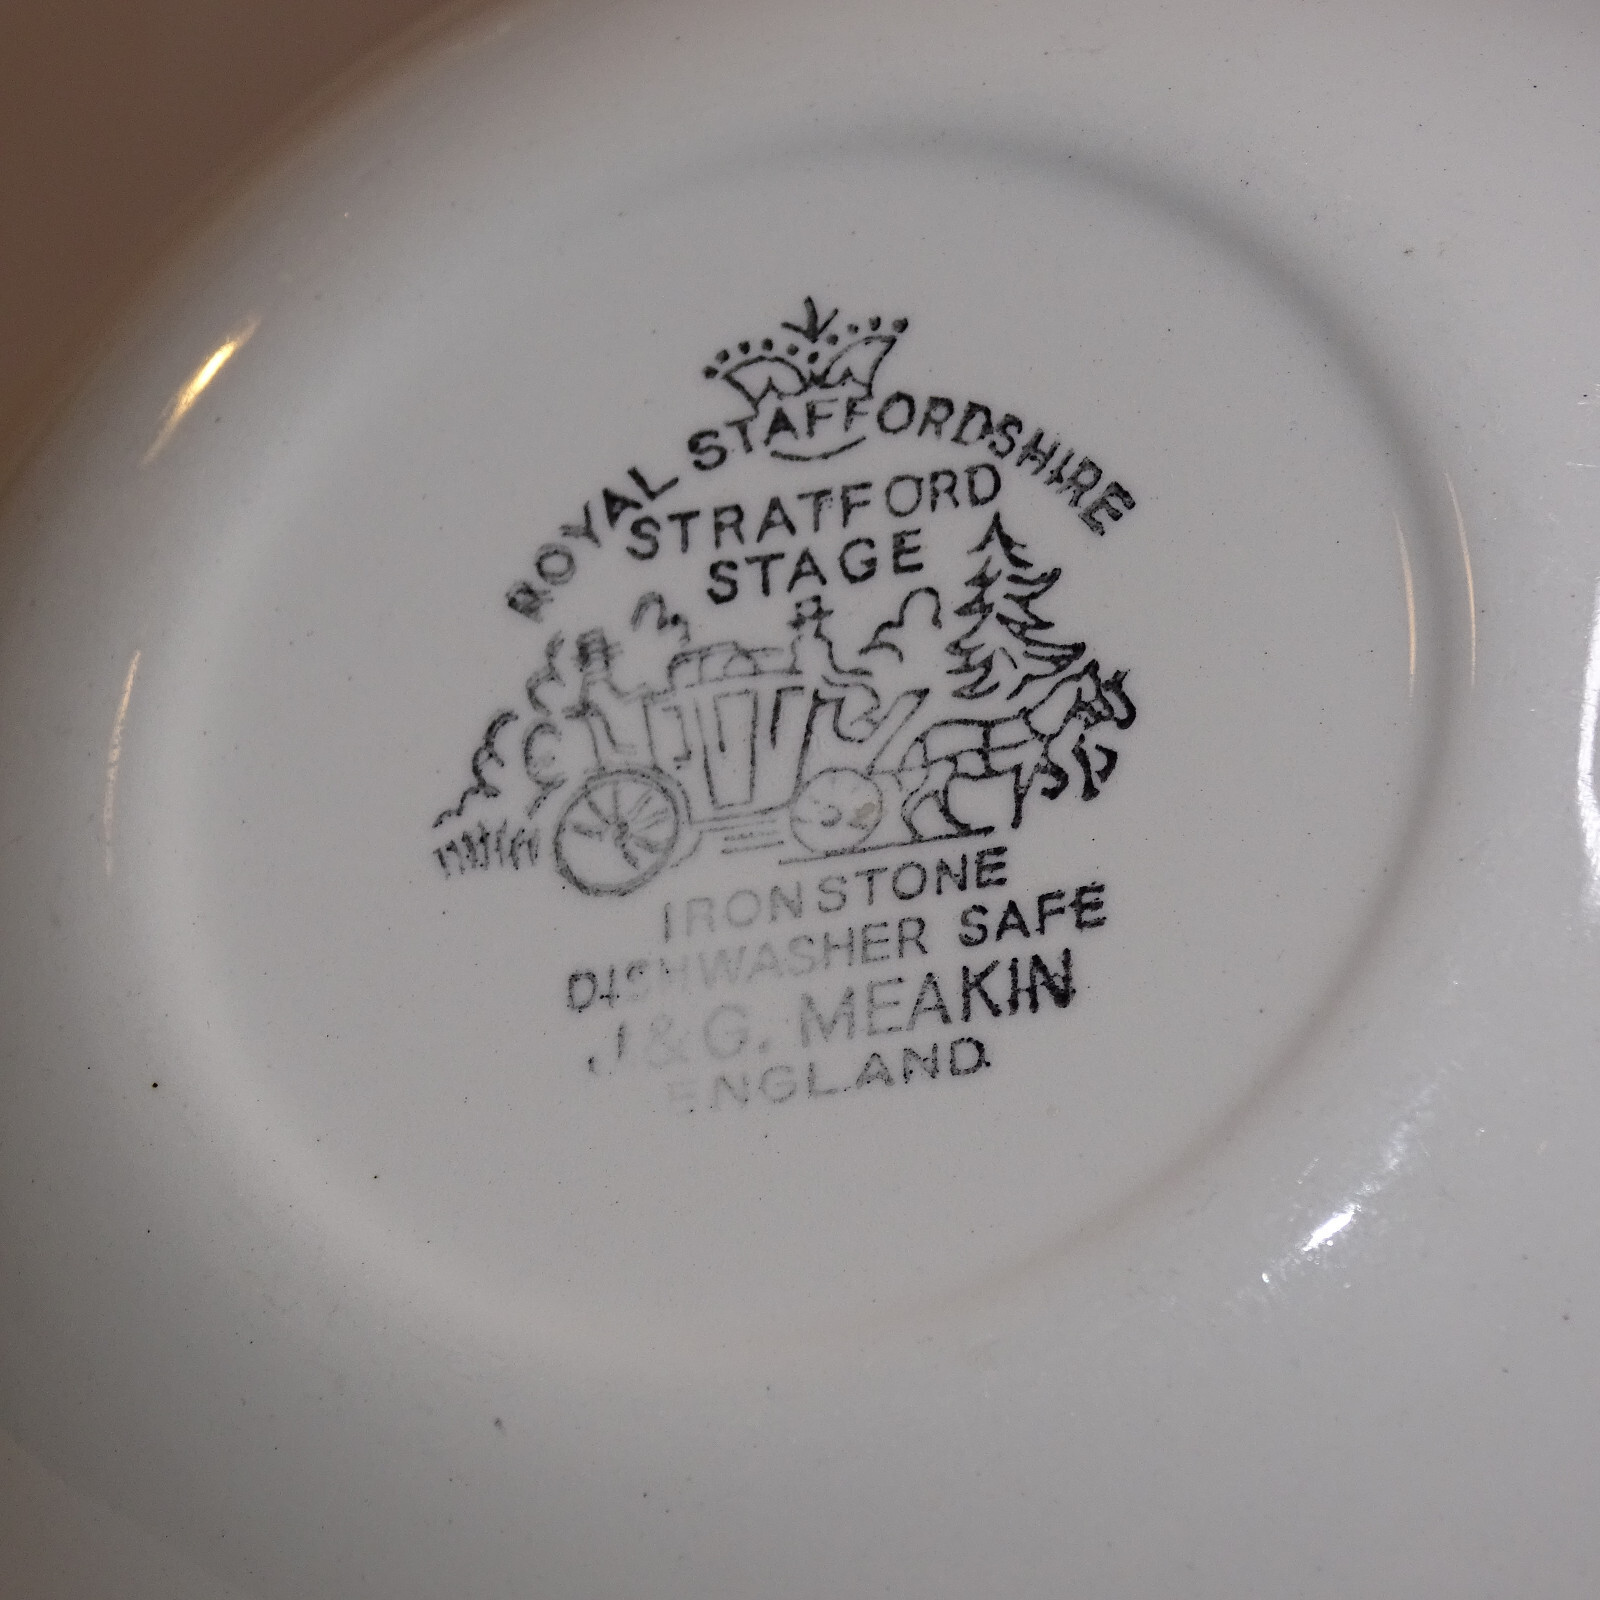 ROYAL STAFFORDSHIRE
STRATFORD
STAGE
IRONSTONE
DISHWASHER SAFE
J. & G. MEAKIN
ENGLAND